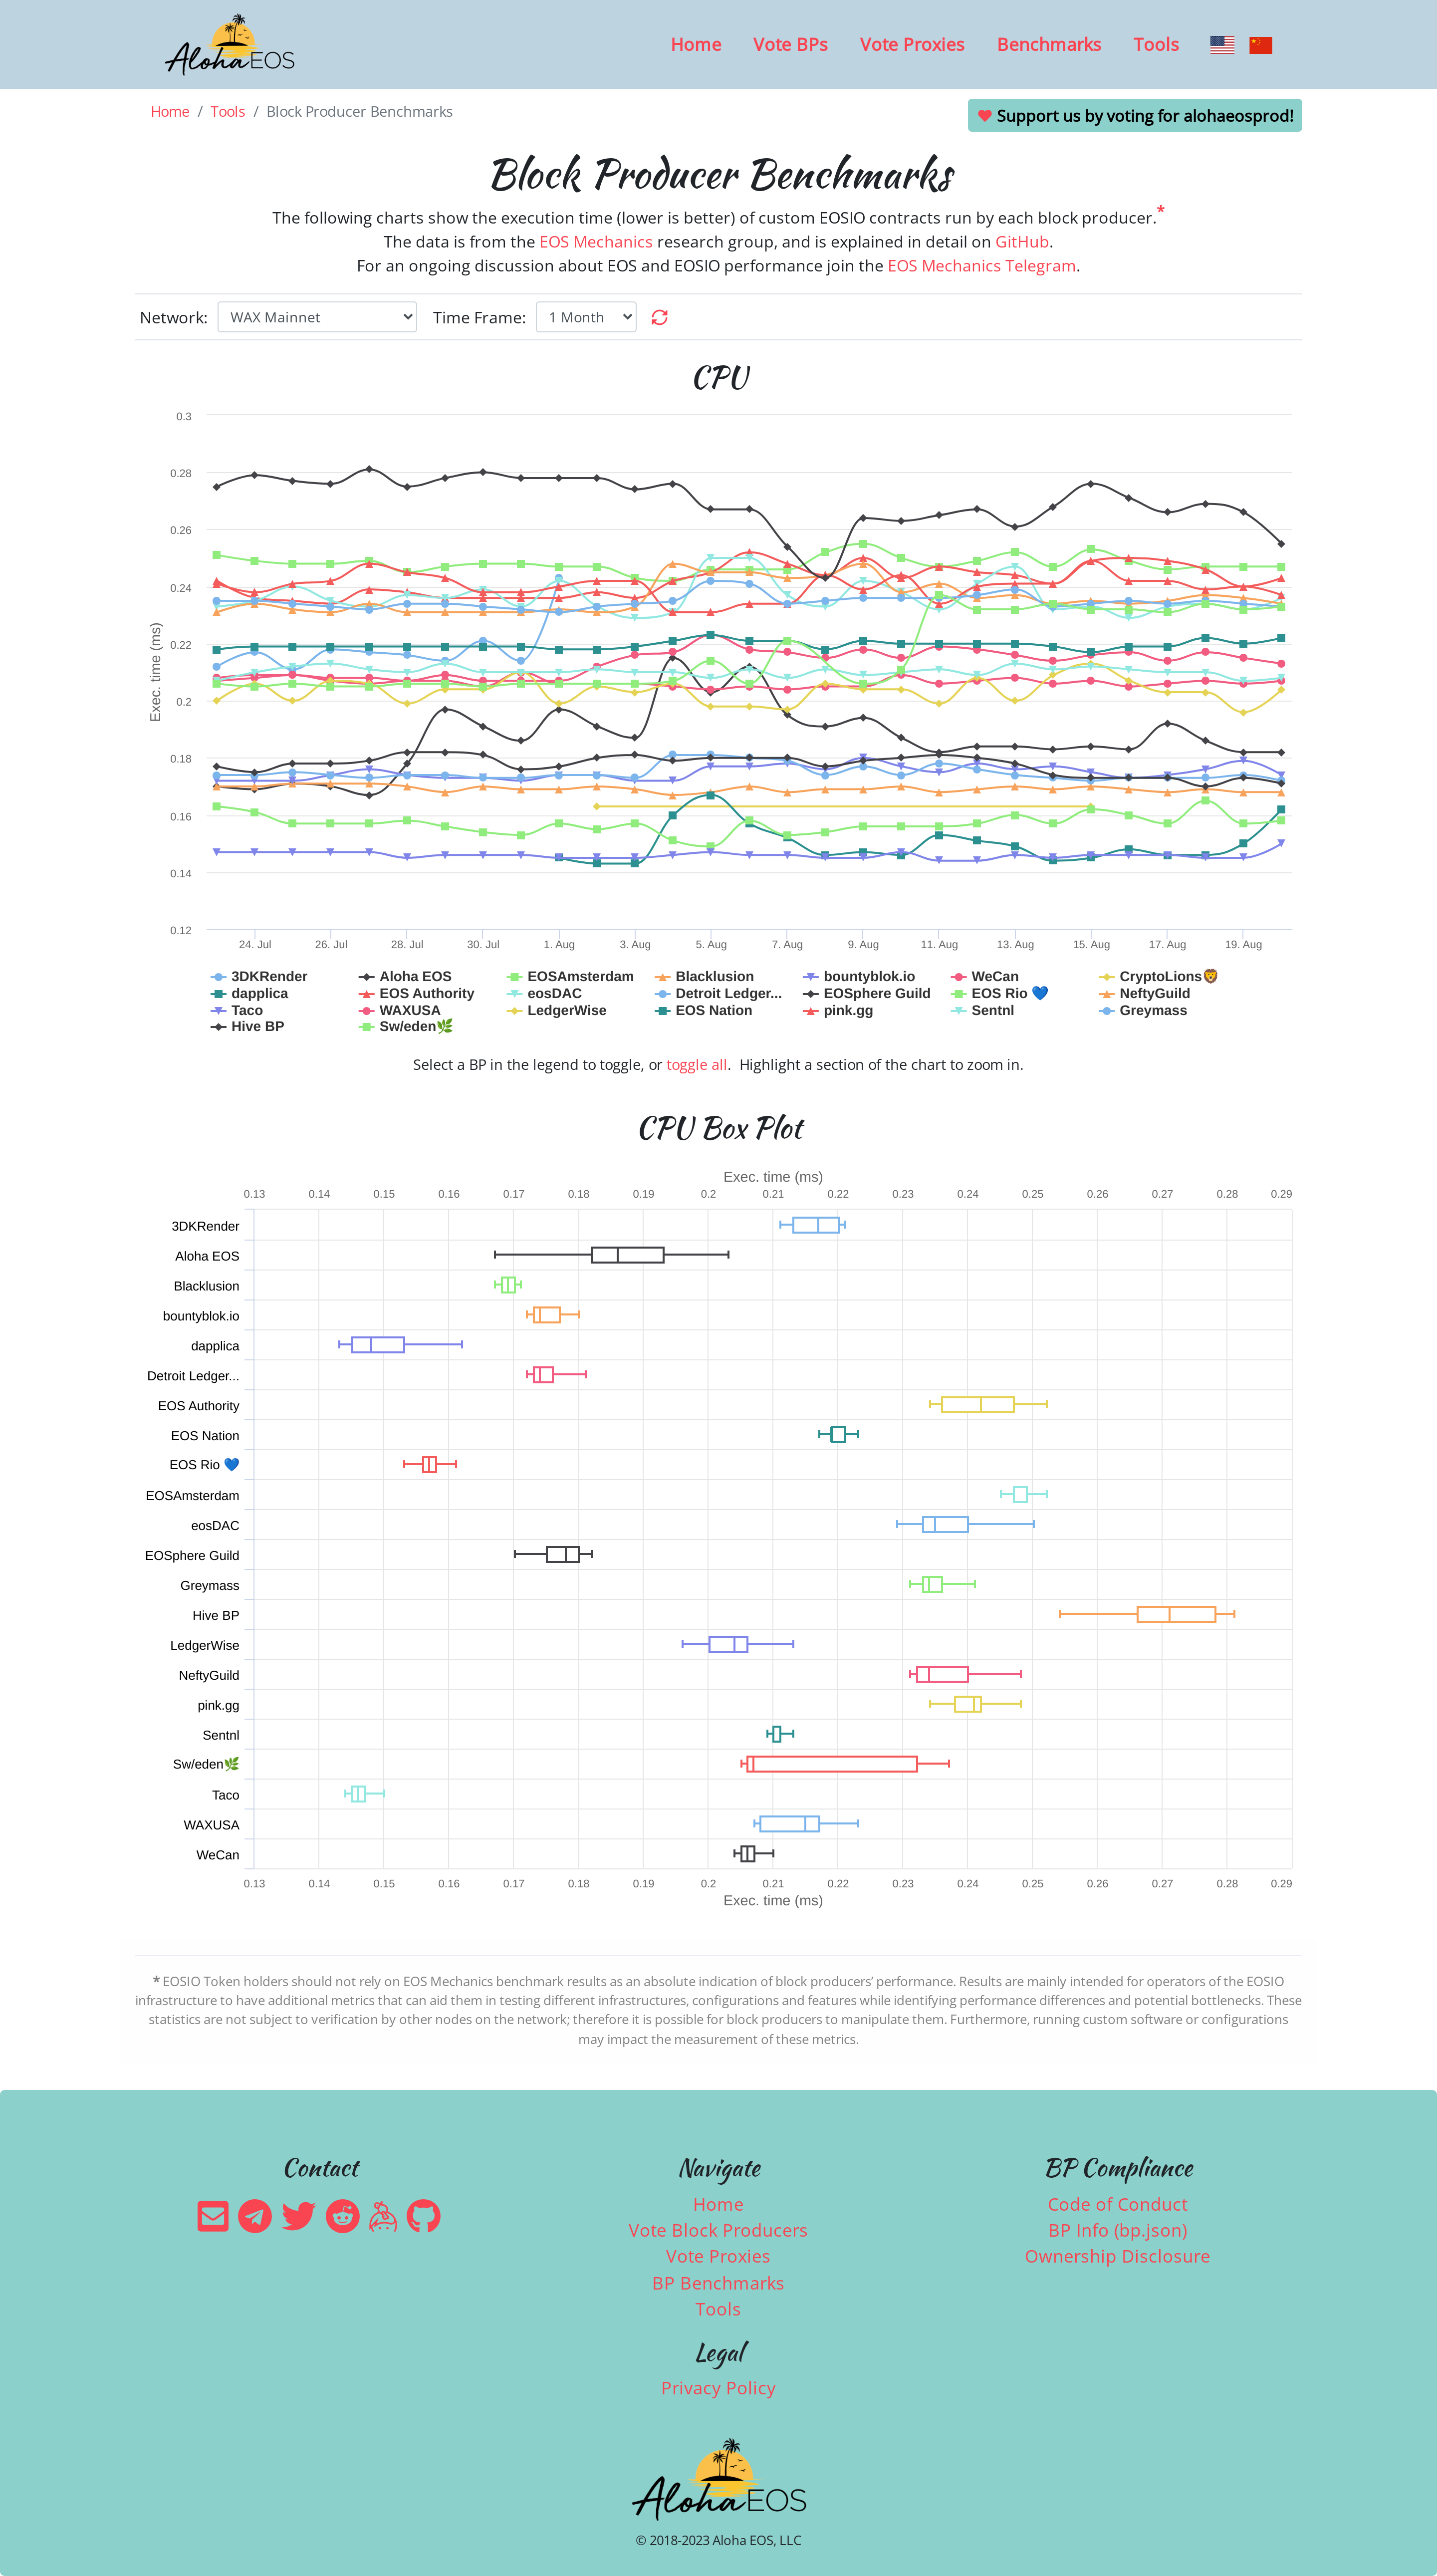 Aloha EOS
Home Vote BPs Vote Proxies Benchmarks Tools
Home / Tools / Block Producer Benchmarks
Support us by voting for alohaeosprod!
Block Producer Benchmarks
The following charts show the execution time (lower is better) of custom EOSIO contracts run by each block producer.*
The data is from the EOS Mechanics research group, and is explained in detail on GitHub.
For an ongoing discussion about EOS and EOSIO performance join the EOS Mechanics Telegram.
Network: WAX Mainnet Time Frame: 1 Month
CPU
Exec. time (ms)
0.3
0.28
0.26
0.24
0.22
0.2
0.18
0.16
0.14
0.12
24. Jul 26. Jul 28. Jul 30. Jul 1. Aug 3. Aug 5. Aug 7. Aug 9. Aug 11. Aug 13. Aug 15. Aug 17. Aug 19. Aug
3DKRender Aloha EOS EOSAmsterdam Blacklusion bountyblok.io WeCan CryptoLions🦁
dapplica EOS Authority eosDAC Detroit Ledger... EOSphere Guild EOS Rio 💙 NeftyGuild
Taco WAXUSA LedgerWise EOS Nation pink.gg Sentnl Greymass
Hive BP Sw/eden🌿
Select a BP in the legend to toggle, or toggle all. Highlight a section of the chart to zoom in.
CPU Box Plot
Exec. time (ms)
0.13 0.14 0.15 0.16 0.17 0.18 0.19 0.2 0.21 0.22 0.23 0.24 0.25 0.26 0.27 0.28 0.29
3DKRender
Aloha EOS
Blacklusion
bountyblok.io
dapplica
Detroit Ledger...
EOS Authority
EOS Nation
EOS Rio 💙
EOSAmsterdam
eosDAC
EOSphere Guild
Greymass
Hive BP
LedgerWise
NeftyGuild
pink.gg
Sentnl
Sw/eden🌿
Taco
WAXUSA
WeCan
0.13 0.14 0.15 0.16 0.17 0.18 0.19 0.2 0.21 0.22 0.23 0.24 0.25 0.26 0.27 0.28 0.29
Exec. time (ms)
* EOSIO Token holders should not rely on EOS Mechanics benchmark results as an absolute indication of block producers' performance. Results are mainly intended for operators of the EOSIO
infrastructure to have additional metrics that can aid them in testing different infrastructures, configurations and features while identifying performance differences and potential bottlenecks. These
statistics are not subject to verification by other nodes on the network; therefore it is possible for block producers to manipulate them. Furthermore, running custom software or configurations
may impact the measurement of these metrics.
Contact
Navigate
Home
Vote Block Producers
Vote Proxies
BP Benchmarks
Tools
Legal
Privacy Policy
BP Compliance
Code of Conduct
BP Info (bp.json)
Ownership Disclosure
Aloha EOS
© 2018-2023 Aloha EOS, LLC